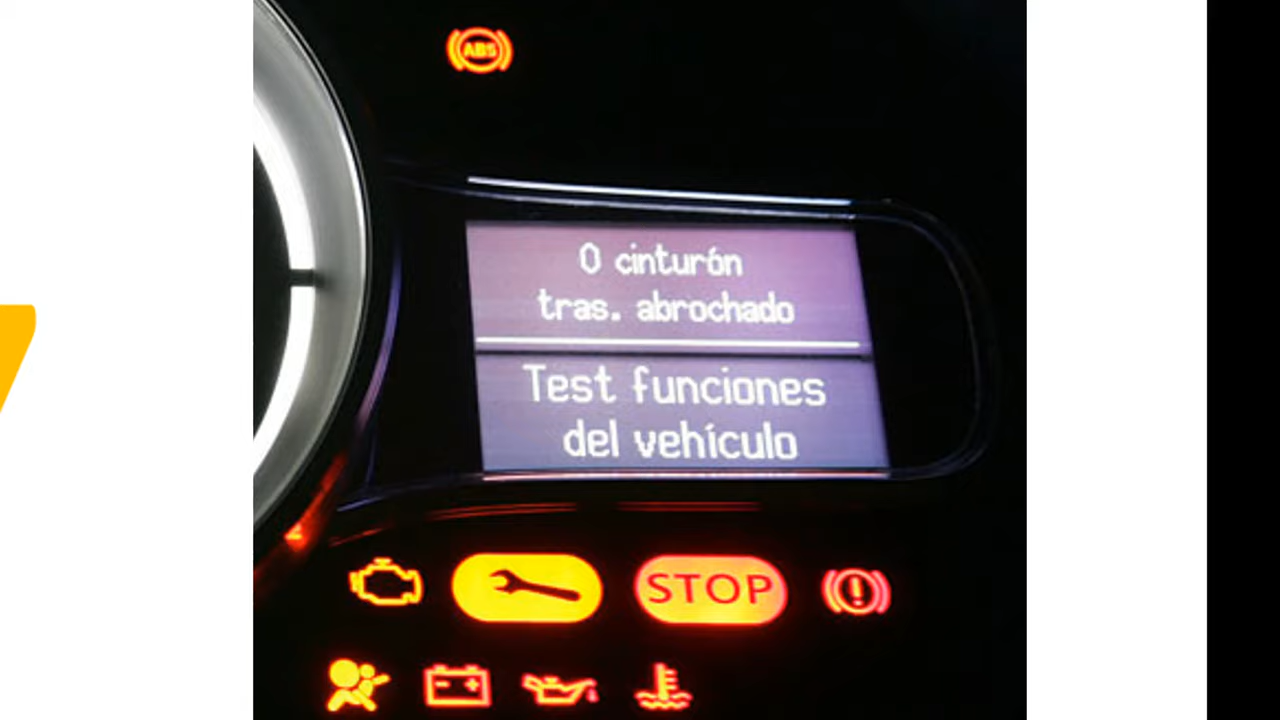 ABS
0 cinturón
tras. abrochado
Test funciones
del vehículo
STOP